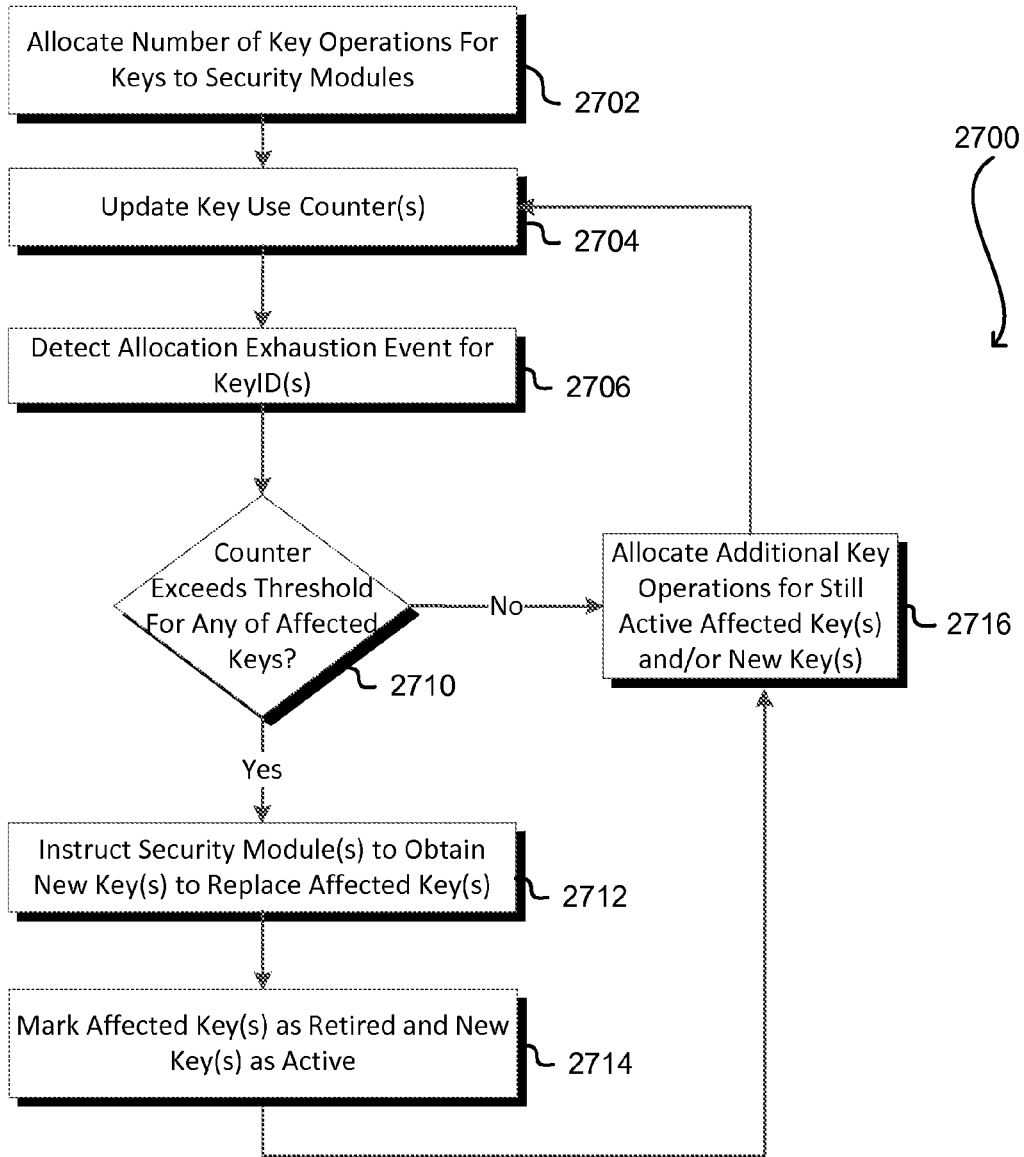 Allocate Number of Key Operations For
Keys to Security Modules
2702
2700
Update Key Use Counter(s)
2704
Detect Allocation Exhaustion Event for
KeyID(s)
2706
Counter
Exceeds Threshold
For Any of Affected
Keys?
2710
No
Allocate Additional Key
Operations for Still
Active Affected Key(s)
and/or New Key(s)
2716
Yes
Instruct Security Module(s) to Obtain
New Key(s) to Replace Affected Key(s)
2712
Mark Affected Key(s) as Retired and New
Key(s) as Active
2714